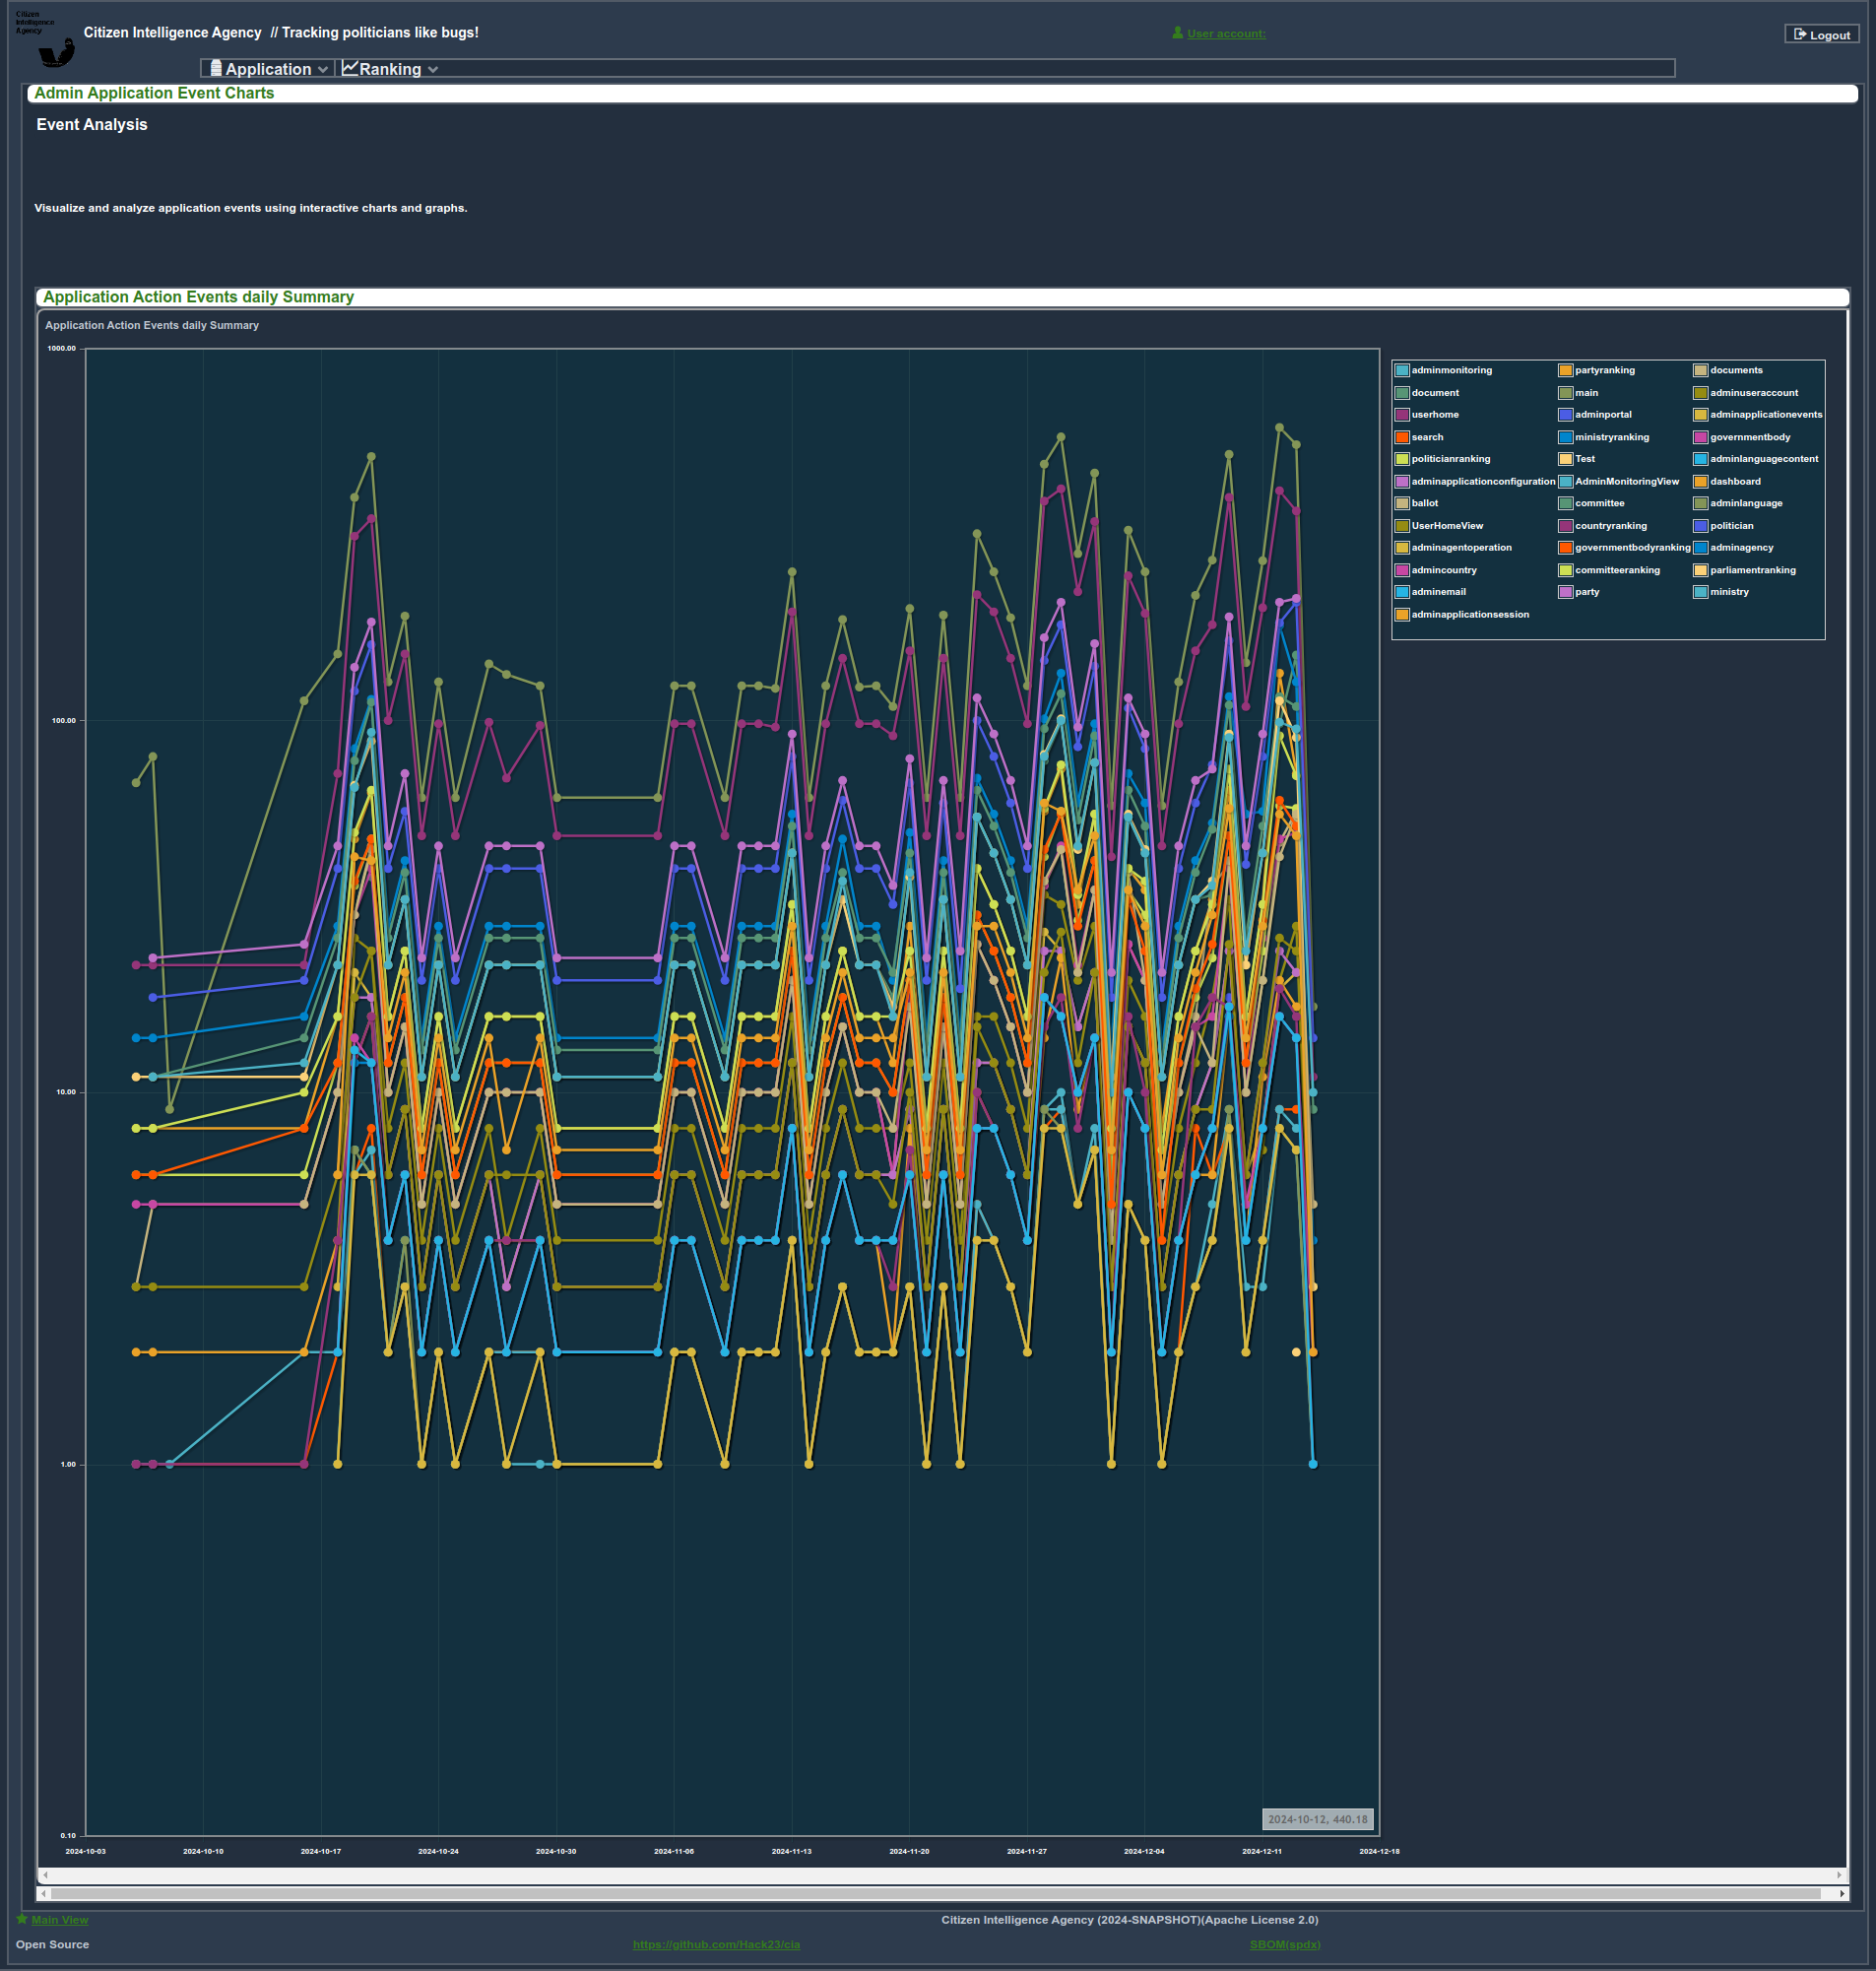 Citizen
Intelligence
Agency
Citizen Intelligence Agency // Tracking politicians like bugs!
User account:
Logout
Application
Ranking
Admin Application Event Charts
Event Analysis
Visualize and analyze application events using interactive charts and graphs.
Application Action Events daily Summary
Application Action Events daily Summary
1000.00
100.00
10.00
1.00
0.10
2024-10-03 2024-10-10 2024-10-17 2024-10-24 2024-10-30 2024-11-06 2024-11-13 2024-11-20 2024-11-27 2024-12-04 2024-12-11 2024-12-18
adminmonitoring partyranking documents
document main adminuseraccount
userhome adminportal adminapplicationevents
search ministryranking governmentbody
politicianranking Test adminlanguagecontent
adminapplicationconfiguration AdminMonitoringView dashboard
ballot committee adminlanguage
UserHomeView countryranking politician
adminagentoperation governmentbodyranking adminagency
admincountry committeeranking parliamentranking
adminemail party ministry
adminapplicationsession
2024-10-12, 440.18
Main View
Citizen Intelligence Agency (2024-SNAPSHOT)(Apache License 2.0)
Open Source
https://github.com/Hack23/cia
SBOM(spdx)